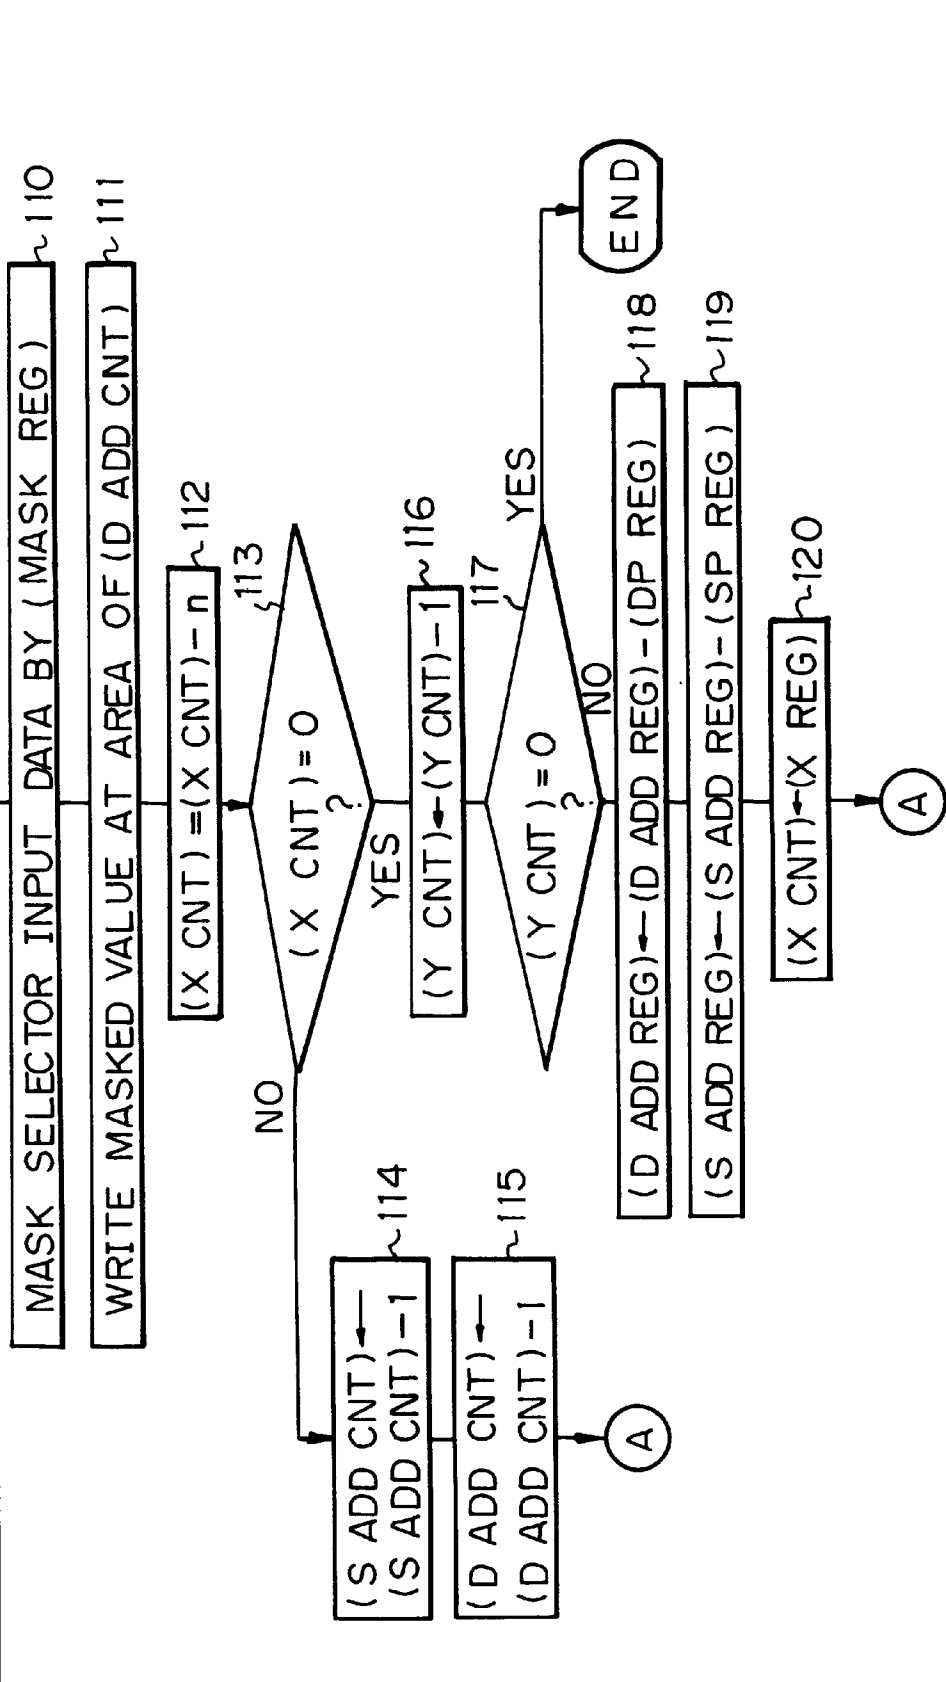 MASK SELECTOR INPUT DATA BY (MASK REG)
110
WRITE MASKED VALUE AT AREA OF (D ADD CNT)
111
(X CNT) =(X CNT)-n
112
113
(X CNT)=0
?
NO
YES
(S ADD CNT)←
(S ADD CNT)-1
114
(D ADD CNT)←
(D ADD CNT)-1
115
A
(Y CNT)←(Y CNT)-1
116
117
(Y CNT)=0
?
YES
END
NO
(D ADD REG)←(D ADD REG)-(DP REG)
118
(S ADD REG)←(S ADD REG)-(SP REG)
119
(X CNT)←(X REG)
120
A